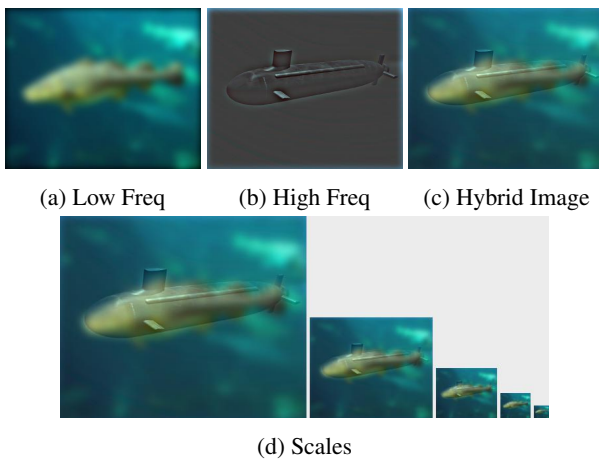 (a) Low Freq
(b) High Freq
(c) Hybrid Image
(d) Scales